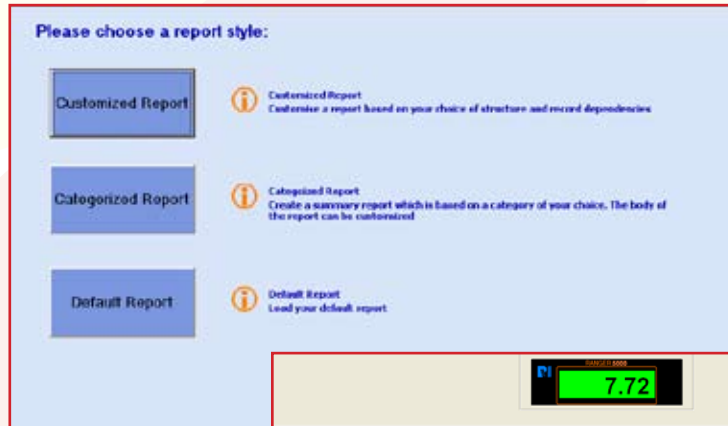 Please choose a report style:
Customized Report
Customized Report
Customise a report based on your choice of structure and record dependencies
Categorized Report
Categorized Report
Create a summary report which is based on a category of your choice. The body of
the report can be customized
Default Report
Default Report
Load your default report
RANGER 5000
7.72